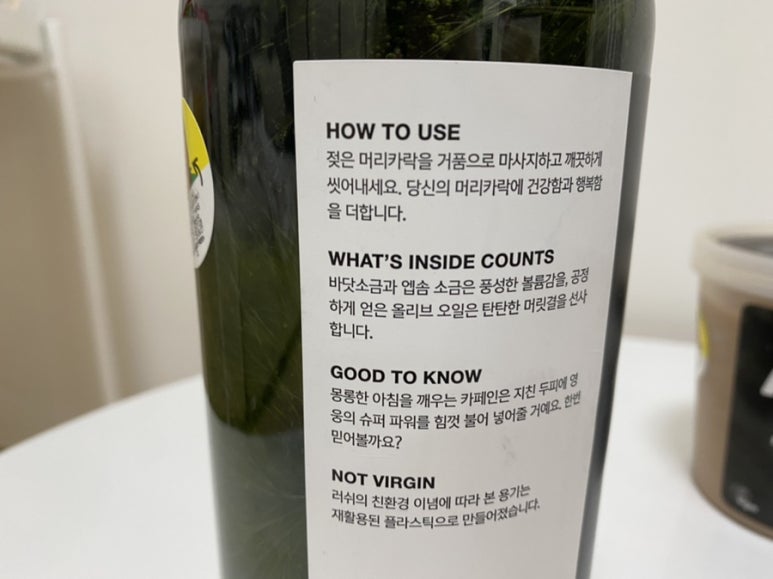 HOW TO USE
젖은 머리카락을 거품으로 마사지하고 깨끗하게
씻어내세요. 당신의 머리카락에 건강함과 행복함
을 더합니다.
WHAT'S INSIDE COUNTS
바닷소금과 엡솜 소금은 풍성한 볼륨감을, 공정
하게 얻은 올리브 오일은 탄탄한 머릿결을 선사
합니다.
GOOD TO KNOW
몽롱한 아침을 깨우는 카페인은 지친 두피에 영
웅의 슈퍼 파워를 힘껏 불어 넣어줄 거예요. 한번
믿어볼까요?
NOT VIRGIN
러쉬의 친환경 이념에 따라 본 용기는
재활용된 플라스틱으로 만들어졌습니다.